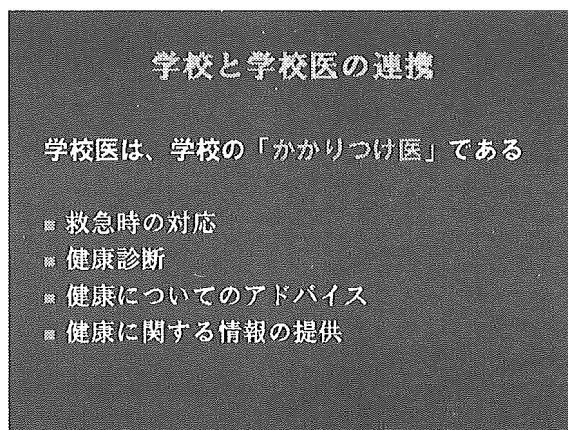 学校と学校医の連携
学校医は、学校の「かかりつけ医」である
救急時の対応
健康診断
健康についてのアドバイス
健康に関する情報の提供